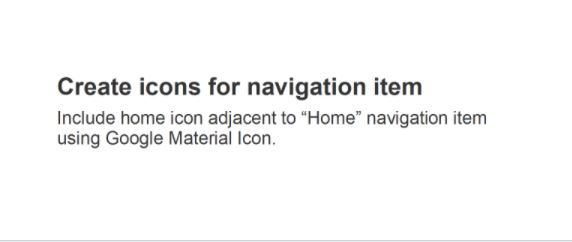 Create icons for navigation item
Include home icon adjacent to “Home” navigation item
using Google Material Icon.